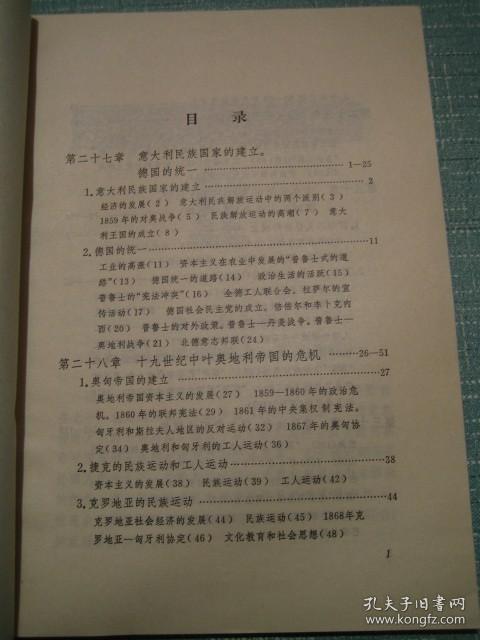 目录
第二十七章 意大利民族国家的建立。
德国的统一 …… 1—25
1.意大利民族国家的建立 …… 2
经济的发展(2) 意大利民族解放运动中的两个派别(3)
1859年的对奥战争(5) 民族解放运动的高潮(7) 意大
利王国的成立(8)
2.德国的统一 …… 11
工业的高涨(11) 资本主义在农业中发展的“普鲁士式的道
路”(13) 德国统一的道路(14) 政治生活的活跃(15)
普鲁士的“宪法冲突”(16) 全德工人联合会。拉萨尔的宣
传活动(17) 德国社会民主党的成立。倍倍尔和李卜克内
西(20) 普鲁士的对外政策。普鲁士—丹麦战争。普鲁士—
奥地利战争(21) 北德意志邦联(24)
第二十八章 十九世纪中叶奥地利帝国的危机 …… 26—51
1.奥匈帝国的建立 …… 27
奥地利帝国资本主义的发展(27) 1859—1860年的政治危
机。1860年的联邦宪法(29) 1861年的中央集权制宪法。
匈牙利和斯拉夫人地区的反对运动(32) 1867年的奥匈协
定(34) 奥地利和匈牙利的工人运动(36)
2.捷克的民族运动和工人运动 …… 38
资本主义的发展(38) 民族运动(39) 工人运动(42)
3.克罗地亚的民族运动 …… 44
克罗地亚社会经济的发展(44) 民族运动(45) 1868年克
罗地亚—匈牙利协定(46) 文化教育和社会思想(48)
1
孔夫子旧书网
www.kongfz.com